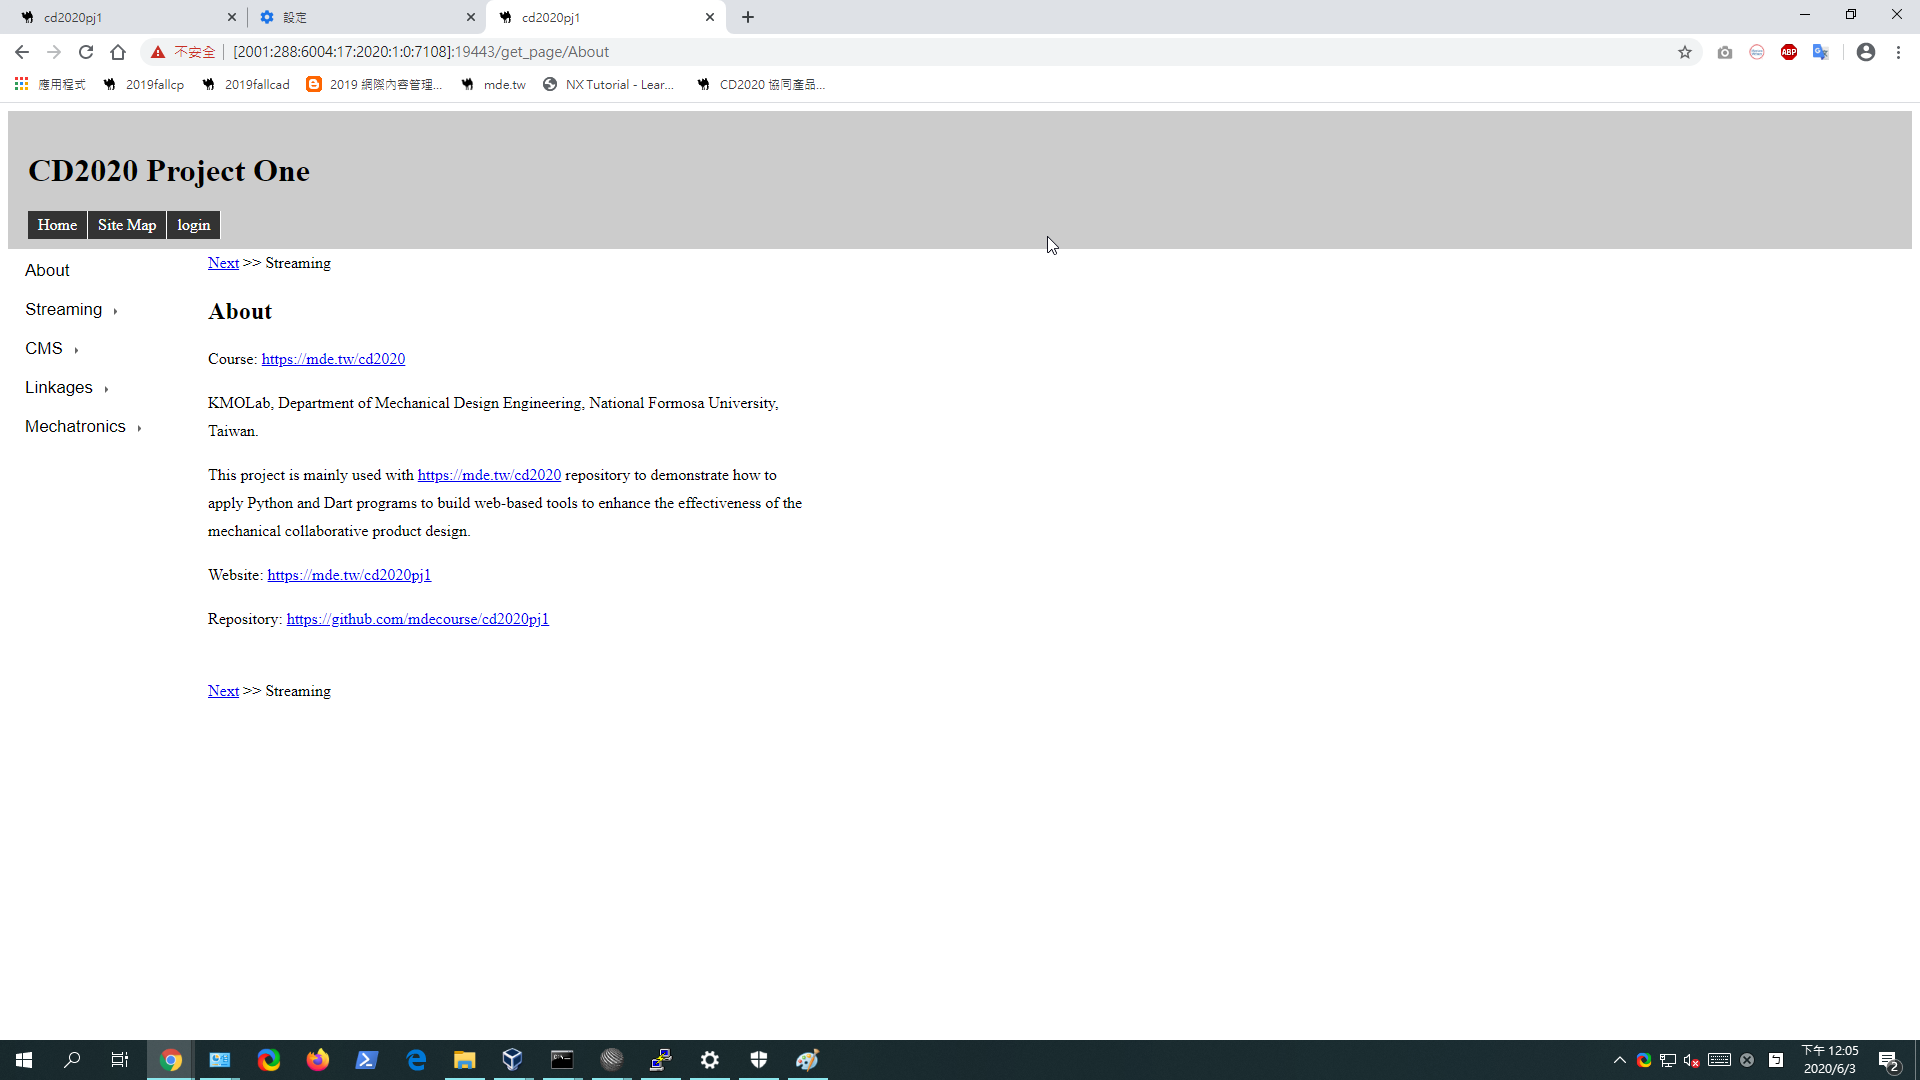 cd2020pj1
設定
cd2020pj1
不安全 [2001:288:6004:17:2020:1:0:7108]:19443/get_page/About
ABP
應用程式 2019fallcp 2019fallcad 2019 網際內容管理... mde.tw NX Tutorial - Lear... CD2020 協同產品...
CD2020 Project One
Home Site Map login
About
Streaming
CMS
Linkages
Mechatronics
Next >> Streaming
About
Course: https://mde.tw/cd2020
KMOLab, Department of Mechanical Design Engineering, National Formosa University,
Taiwan.
This project is mainly used with https://mde.tw/cd2020 repository to demonstrate how to
apply Python and Dart programs to build web-based tools to enhance the effectiveness of the
mechanical collaborative product design.
Website: https://mde.tw/cd2020pj1
Repository: https://github.com/mdecourse/cd2020pj1
Next >> Streaming
下午 12:05
2020/6/3
2